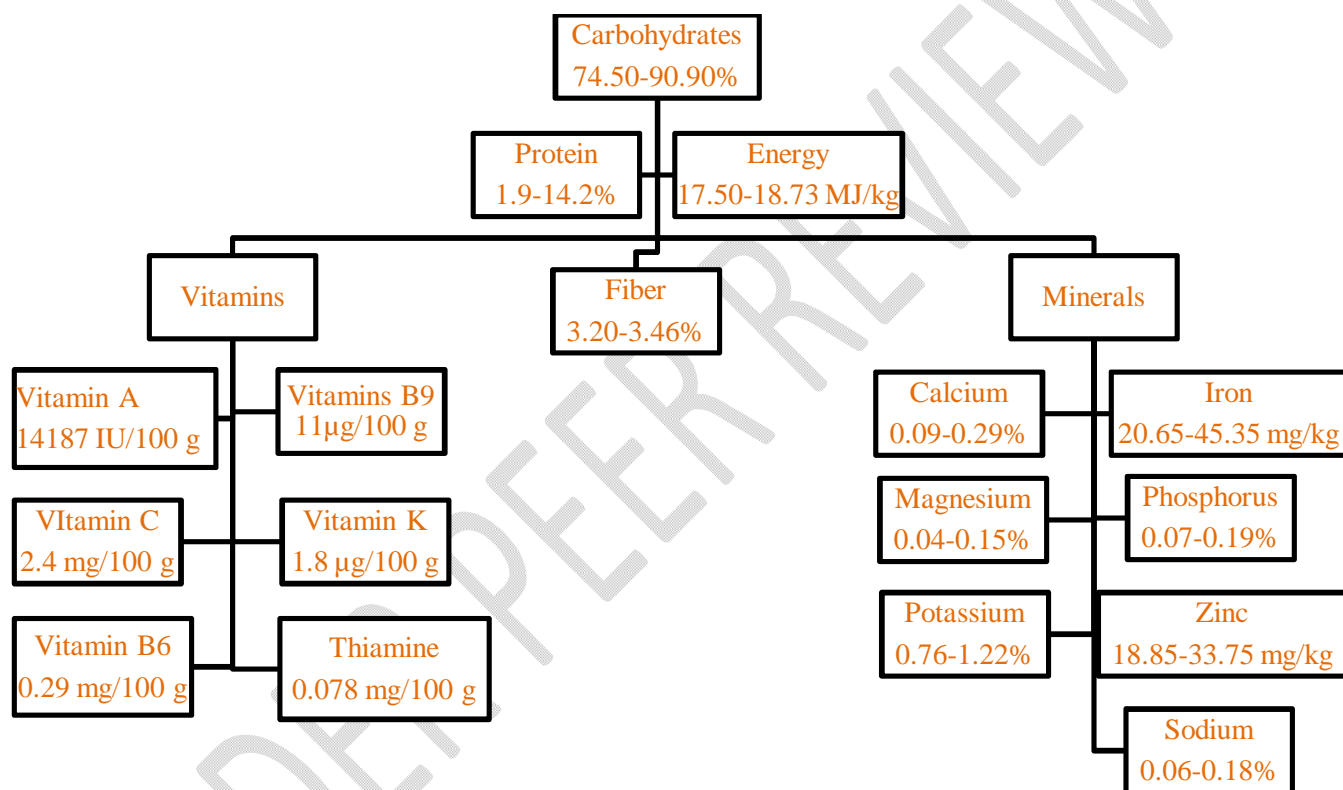 Carbohydrates
74.50-90.90%
Protein
1.9-14.2%
Energy
17.50-18.73 MJ/kg
Vitamins
Fiber
3.20-3.46%
Minerals
Vitamin A
14187 IU/100 g
Vitamins B9
11µg/100 g
Calcium
0.09-0.29%
Iron
20.65-45.35 mg/kg
VItamin C
2.4 mg/100 g
Vitamin K
1.8 µg/100 g
Magnesium
0.04-0.15%
Phosphorus
0.07-0.19%
Vitamin B6
0.29 mg/100 g
Thiamine
0.078 mg/100 g
Potassium
0.76-1.22%
Zinc
18.85-33.75 mg/kg
Sodium
0.06-0.18%
DER PEER REVIEW